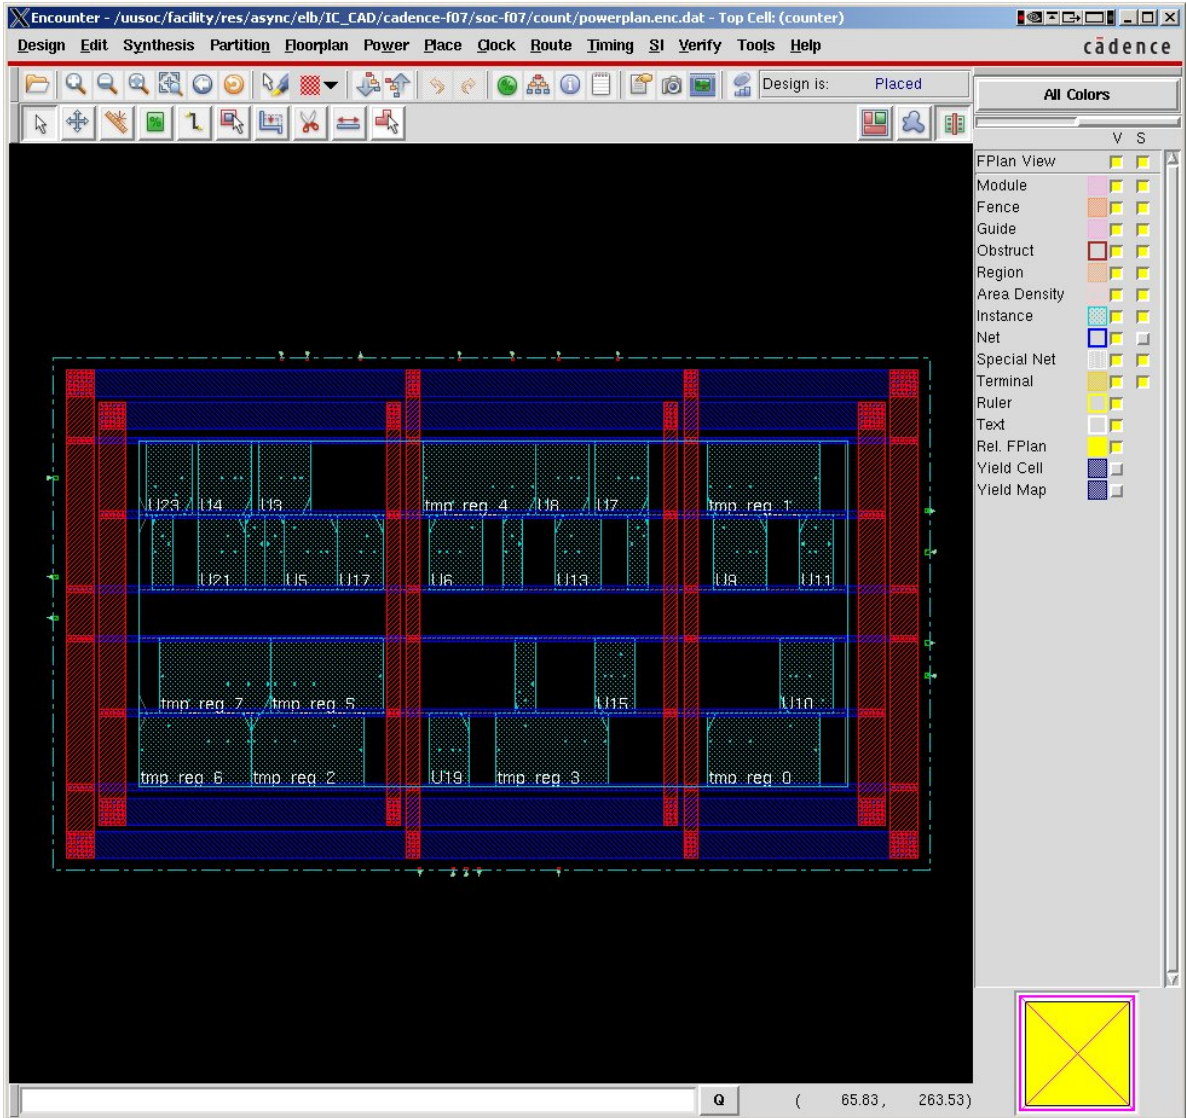 Encounter - /uusoc/facility/res/async/elb/IC_CAD/cadence-f07/soc-f07/count/powerplan.enc.dat - Top Cell: (counter)
Design Edit Synthesis Partition Floorplan Power Place Clock Route Timing SI Verify Tools Help
cādence
Design is: Placed
All Colors
V S
FPlan View
Module
Fence
Guide
Obstruct
Region
Area Density
Instance
Net
Special Net
Terminal
Ruler
Text
Rel. FPlan
Yield Cell
Yield Map
U23 U4 U3 tmp_reg_4 U8 U7 tmp_reg_1
U21 U5 U17 U6 U13 U9 U11
tmp_reg_7 tmp_reg_5 U15 U10
tmp_reg_6 tmp_reg_2 U19 tmp_reg_3 tmp_reg_0
Q ( 65.83, 263.53)